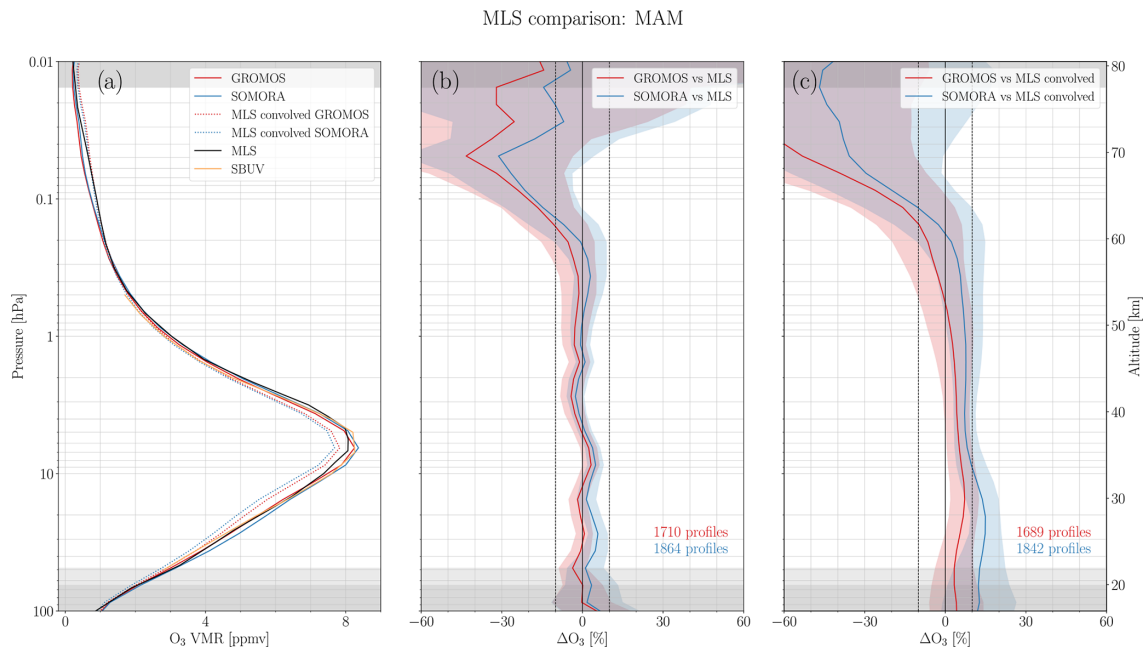 MLS comparison: MAM
(a)
GROMOS
SOMORA
MLS convolved GROMOS
MLS convolved SOMORA
MLS
SBUV
0.01
0.1
1
10
100
Pressure [hPa]
0
2
4
6
8
O₃ VMR [ppmv]
(b)
GROMOS vs MLS
SOMORA vs MLS
1710 profiles
1864 profiles
−60
−30
0
30
60
ΔO₃ [%]
(c)
GROMOS vs MLS convolved
SOMORA vs MLS convolved
1689 profiles
1842 profiles
−60
−30
0
30
60
ΔO₃ [%]
80
70
60
50
40
30
20
Altitude [km]